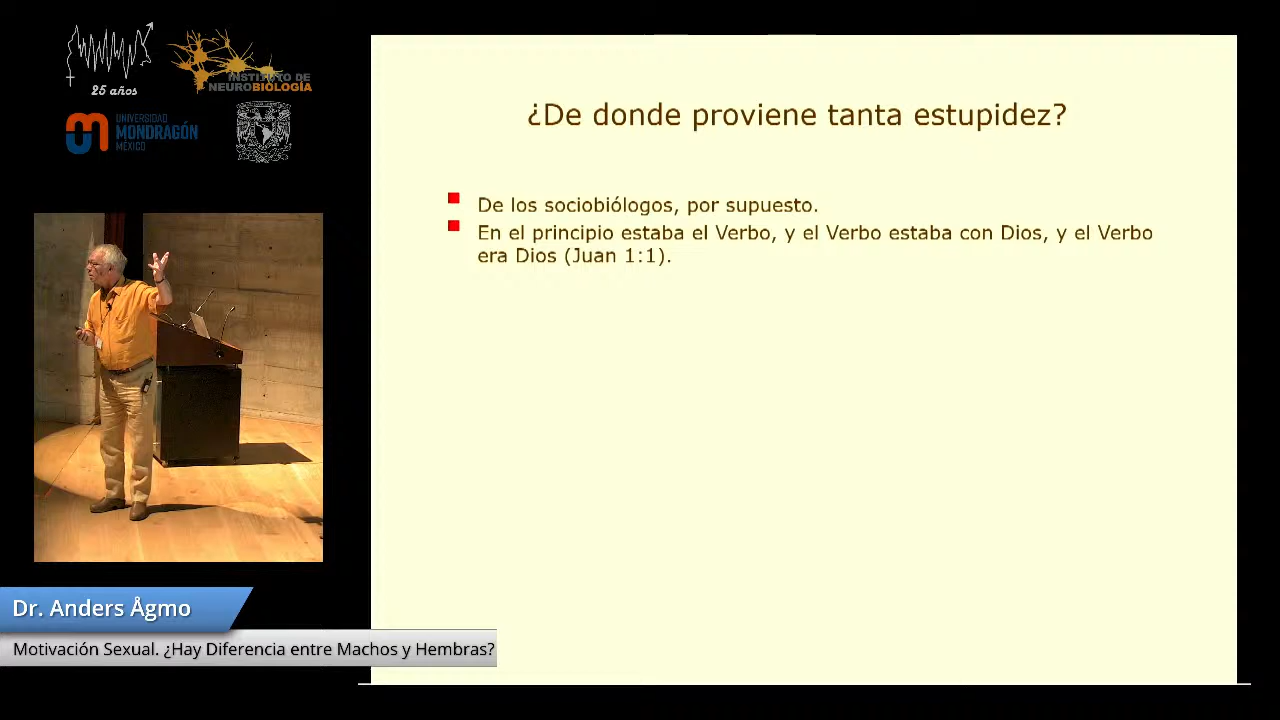 25 años
INSTITUTO DE
NEUROBIOLOGÍA
UNIVERSIDAD
MONDRAGÓN
MÉXICO
¿De donde proviene tanta estupidez?
De los sociobiólogos, por supuesto.
En el principio estaba el Verbo, y el Verbo estaba con Dios, y el Verbo
era Dios (Juan 1:1).
Dr. Anders Ågmo
Motivación Sexual. ¿Hay Diferencia entre Machos y Hembras?